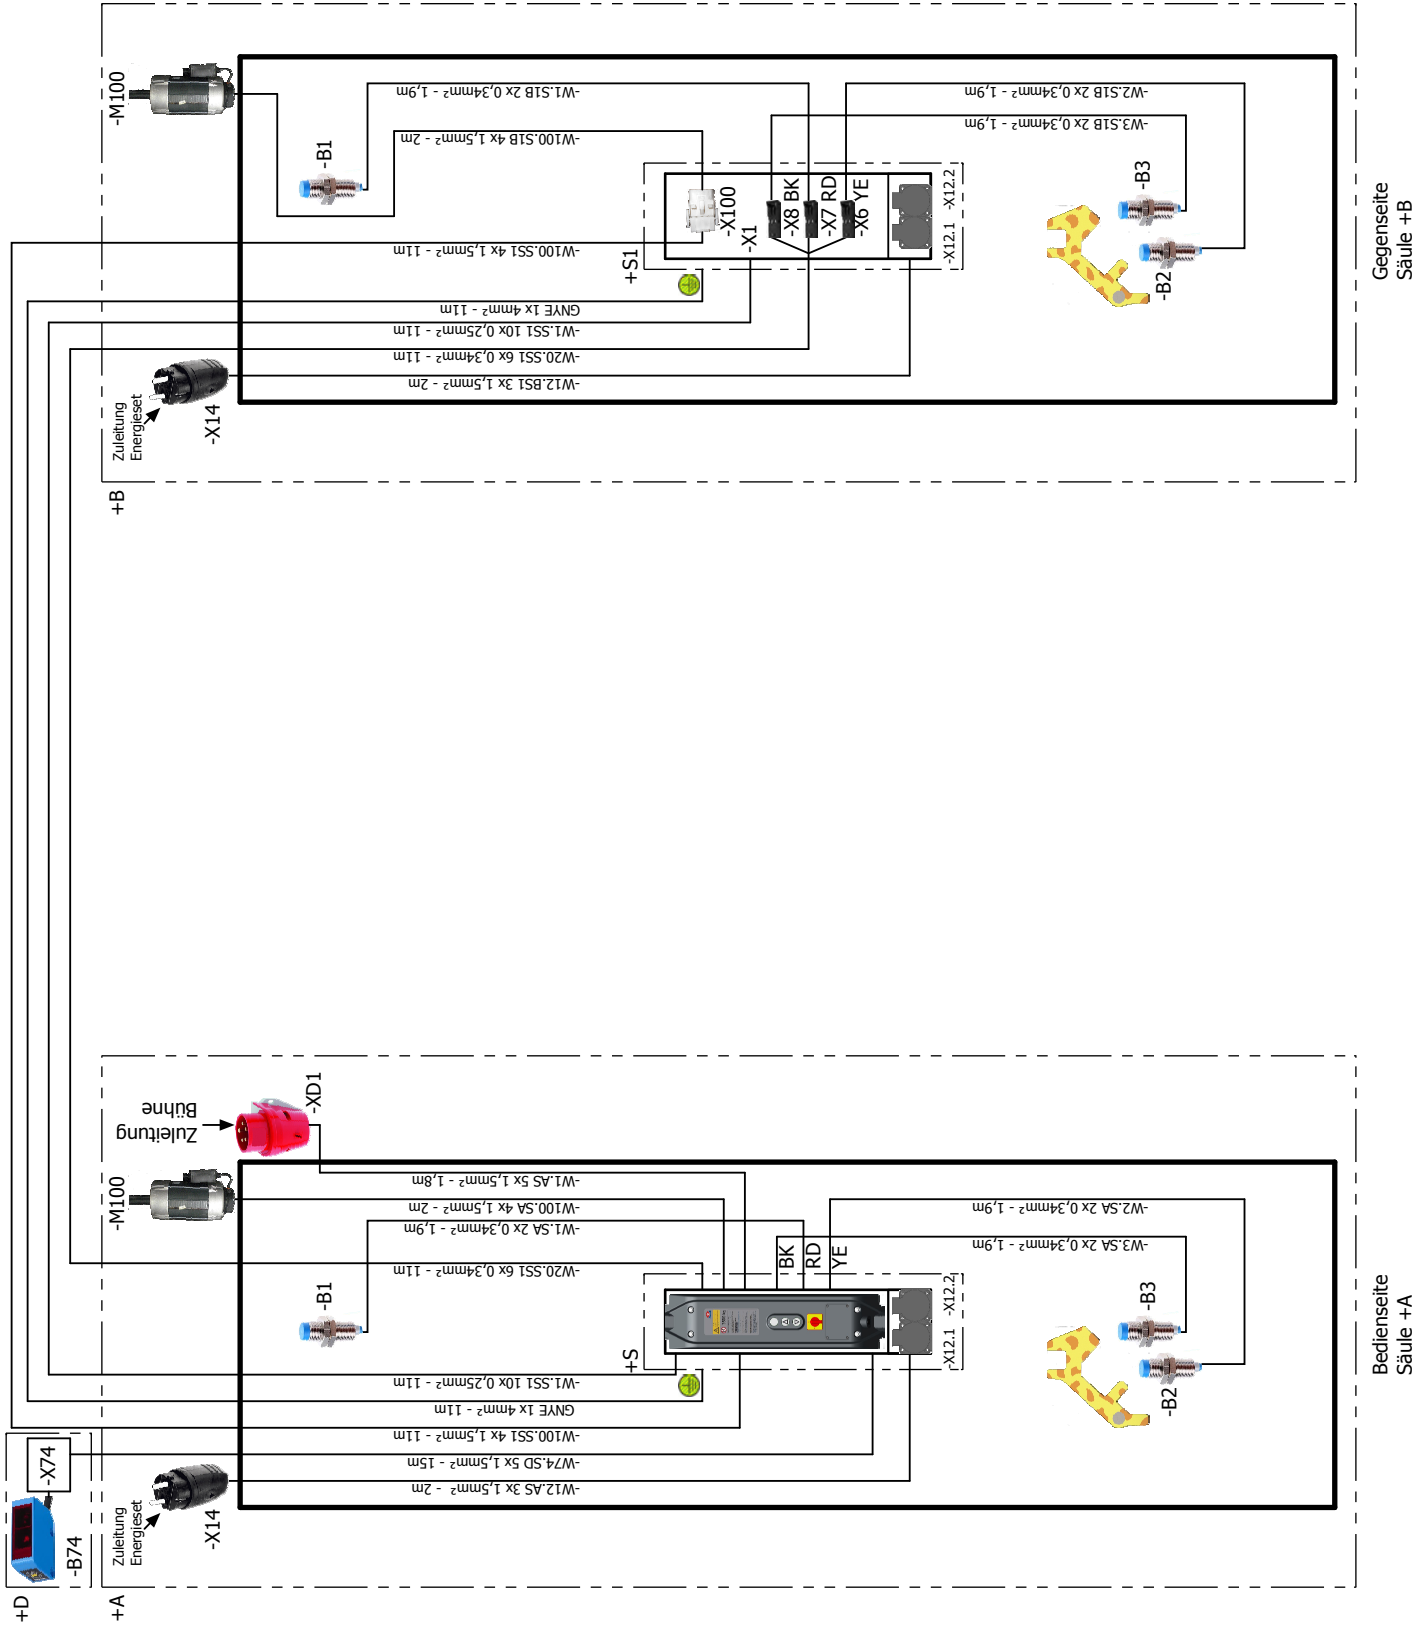 -M100
-B1
-W1.S1B 2x 0,34mm² - 1,9m
-W100.S1B 4x 1,5mm² - 2m
-W100.SS1 4x 1,5mm² - 11m
GNYE 1x 4mm² - 11m
-W1.SS1 10x 0,25mm² - 11m
-W20.SS1 6x 0,34mm² - 11m
-W12.BS1 3x 1,5mm² - 2m
Zuleitung
Energieset
-X14
+B
+S1
-X100
-X1
-X8 BK
-X7 RD
-X6 YE
-X12.1
-X12.2
-W2.S1B 2x 0,34mm² - 1,9m
-W3.S1B 2x 0,34mm² - 1,9m
-B3
-B2
Gegenseite
Säule +B
Zuleitung
Bühne
-XD1
-M100
-B1
-W1.AS 5x 1,5mm² - 1,8m
-W100.SA 4x 1,5mm² - 2m
-W1.SA 2x 0,34mm² - 1,9m
-W20.SS1 6x 0,34mm² - 11m
-W1.SS1 10x 0,25mm² - 11m
GNYE 1x 4mm² - 11m
-W100.SS1 4x 1,5mm² - 11m
-W74.SD 5x 1,5mm² - 15m
-W12.AS 3x 1,5mm² - 2m
BK
RD
YE
+S
-X12.1
-X12.2
-W2.SA 2x 0,34mm² - 1,9m
-W3.SA 2x 0,34mm² - 1,9m
-B3
-B2
Bedienseite
Säule +A
-X74
-B74
+D
Zuleitung
Energieset
-X14
+A